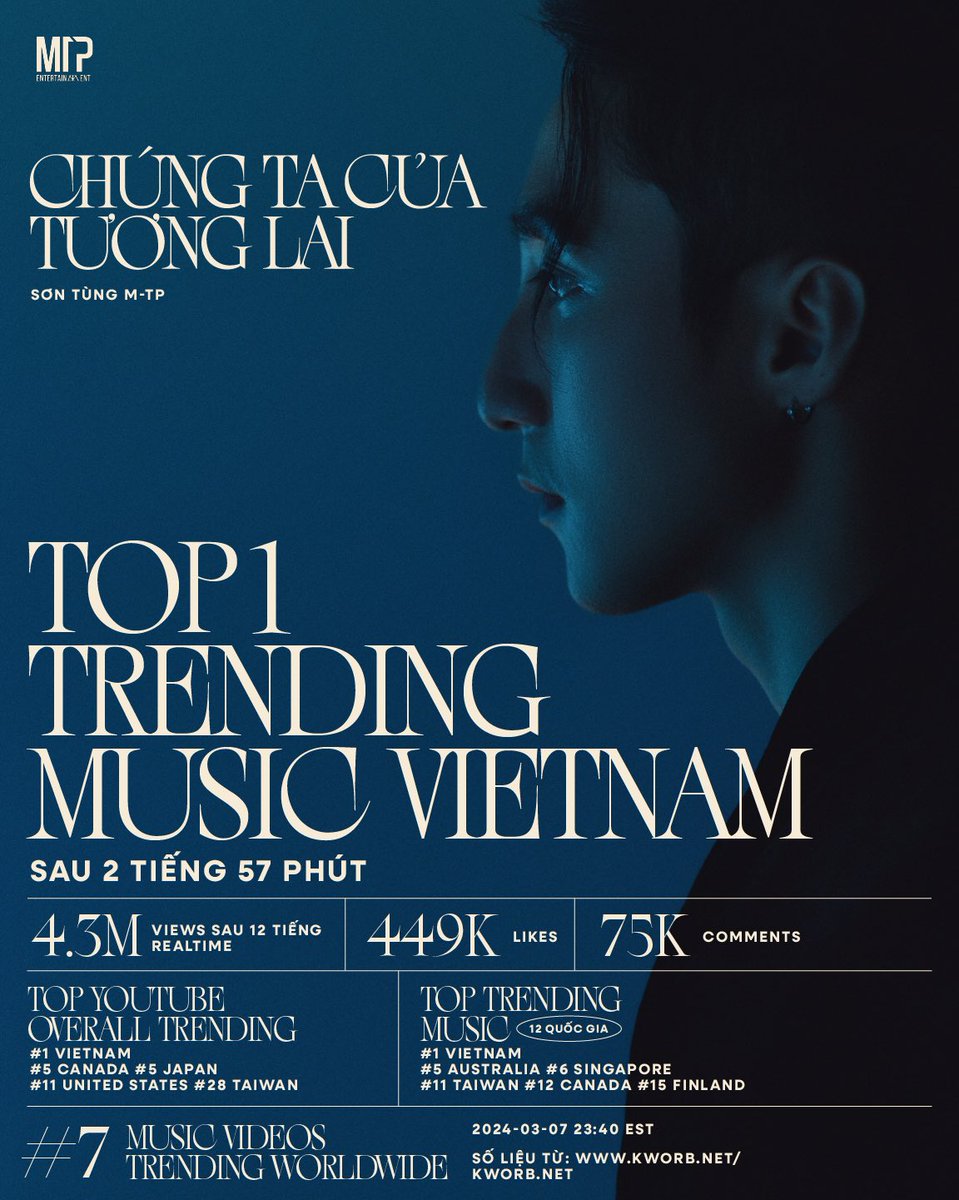 MTP
ENTERTAINMENT
CHÚNG TA CỦA
TƯƠNG LAI
SƠN TÙNG M-TP
TOP 1
TRENDING
MUSIC VIETNAM
SAU 2 TIẾNG 57 PHÚT
4.3M VIEWS SAU 12 TIẾNG
REALTIME
449K LIKES
75K COMMENTS
TOP YOUTUBE
OVERALL TRENDING
#1 VIETNAM
#5 CANADA #5 JAPAN
#11 UNITED STATES #28 TAIWAN
TOP TRENDING
MUSIC 12 QUỐC GIA
#1 VIETNAM
#5 AUSTRALIA #6 SINGAPORE
#11 TAIWAN #12 CANADA #15 FINLAND
#7 MUSIC VIDEOS
TRENDING WORLDWIDE
2024-03-07 23:40 EST
SỐ LIỆU TỪ: WWW.KWORB.NET/
KWORB.NET